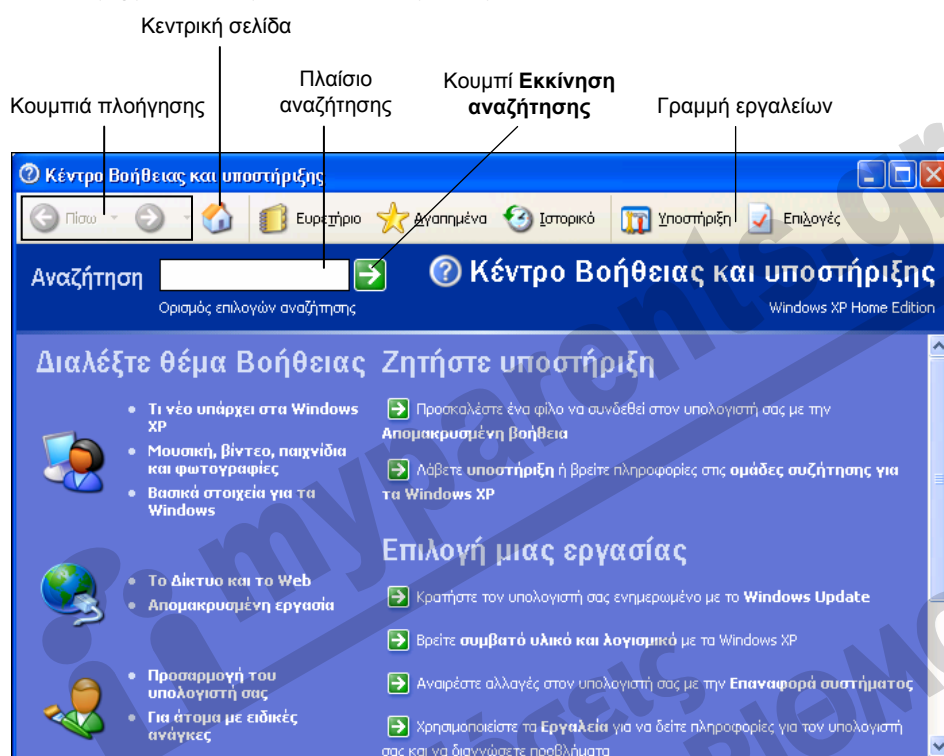 Κεντρική σελίδα
Κουμπιά πλοήγησης
Πλαίσιο
αναζήτησης
Κουμπί Εκκίνηση
αναζήτησης
Γραμμή εργαλείων
Κέντρο Βοήθειας και υποστήριξης
Πίσω
Ευρετήριο
Αγαπημένα
Ιστορικό
Υποστήριξη
Επιλογές
Αναζήτηση
Ορισμός επιλογών αναζήτησης
Κέντρο Βοήθειας και υποστήριξης
Windows XP Home Edition
Διαλέξτε θέμα Βοήθειας
Τι νέο υπάρχει στα Windows
XP
Μουσική, βίντεο, παιχνίδια
και φωτογραφίες
Βασικά στοιχεία για τα
Windows
Το Δίκτυο και το Web
Απομακρυσμένη εργασία
Προσαρμογή του
υπολογιστή σας
Για άτομα με ειδικές
ανάγκες
Ζητήστε υποστήριξη
Προσκαλέστε ένα φίλο να συνδεθεί στον υπολογιστή σας με την
Απομακρυσμένη βοήθεια
Λάβετε υποστήριξη ή βρείτε πληροφορίες στις ομάδες συζήτησης για
τα Windows XP
Επιλογή μιας εργασίας
Κρατήστε τον υπολογιστή σας ενημερωμένο με το Windows Update
Βρείτε συμβατό υλικό και λογισμικό με τα Windows XP
Αναιρέστε αλλαγές στον υπολογιστή σας με την Επαναφορά συστήματος
Χρησιμοποιείστε τα Εργαλεία για να δείτε πληροφορίες για τον υπολογιστή
σας και να διαγνώσετε προβλήματα
myparents.gr